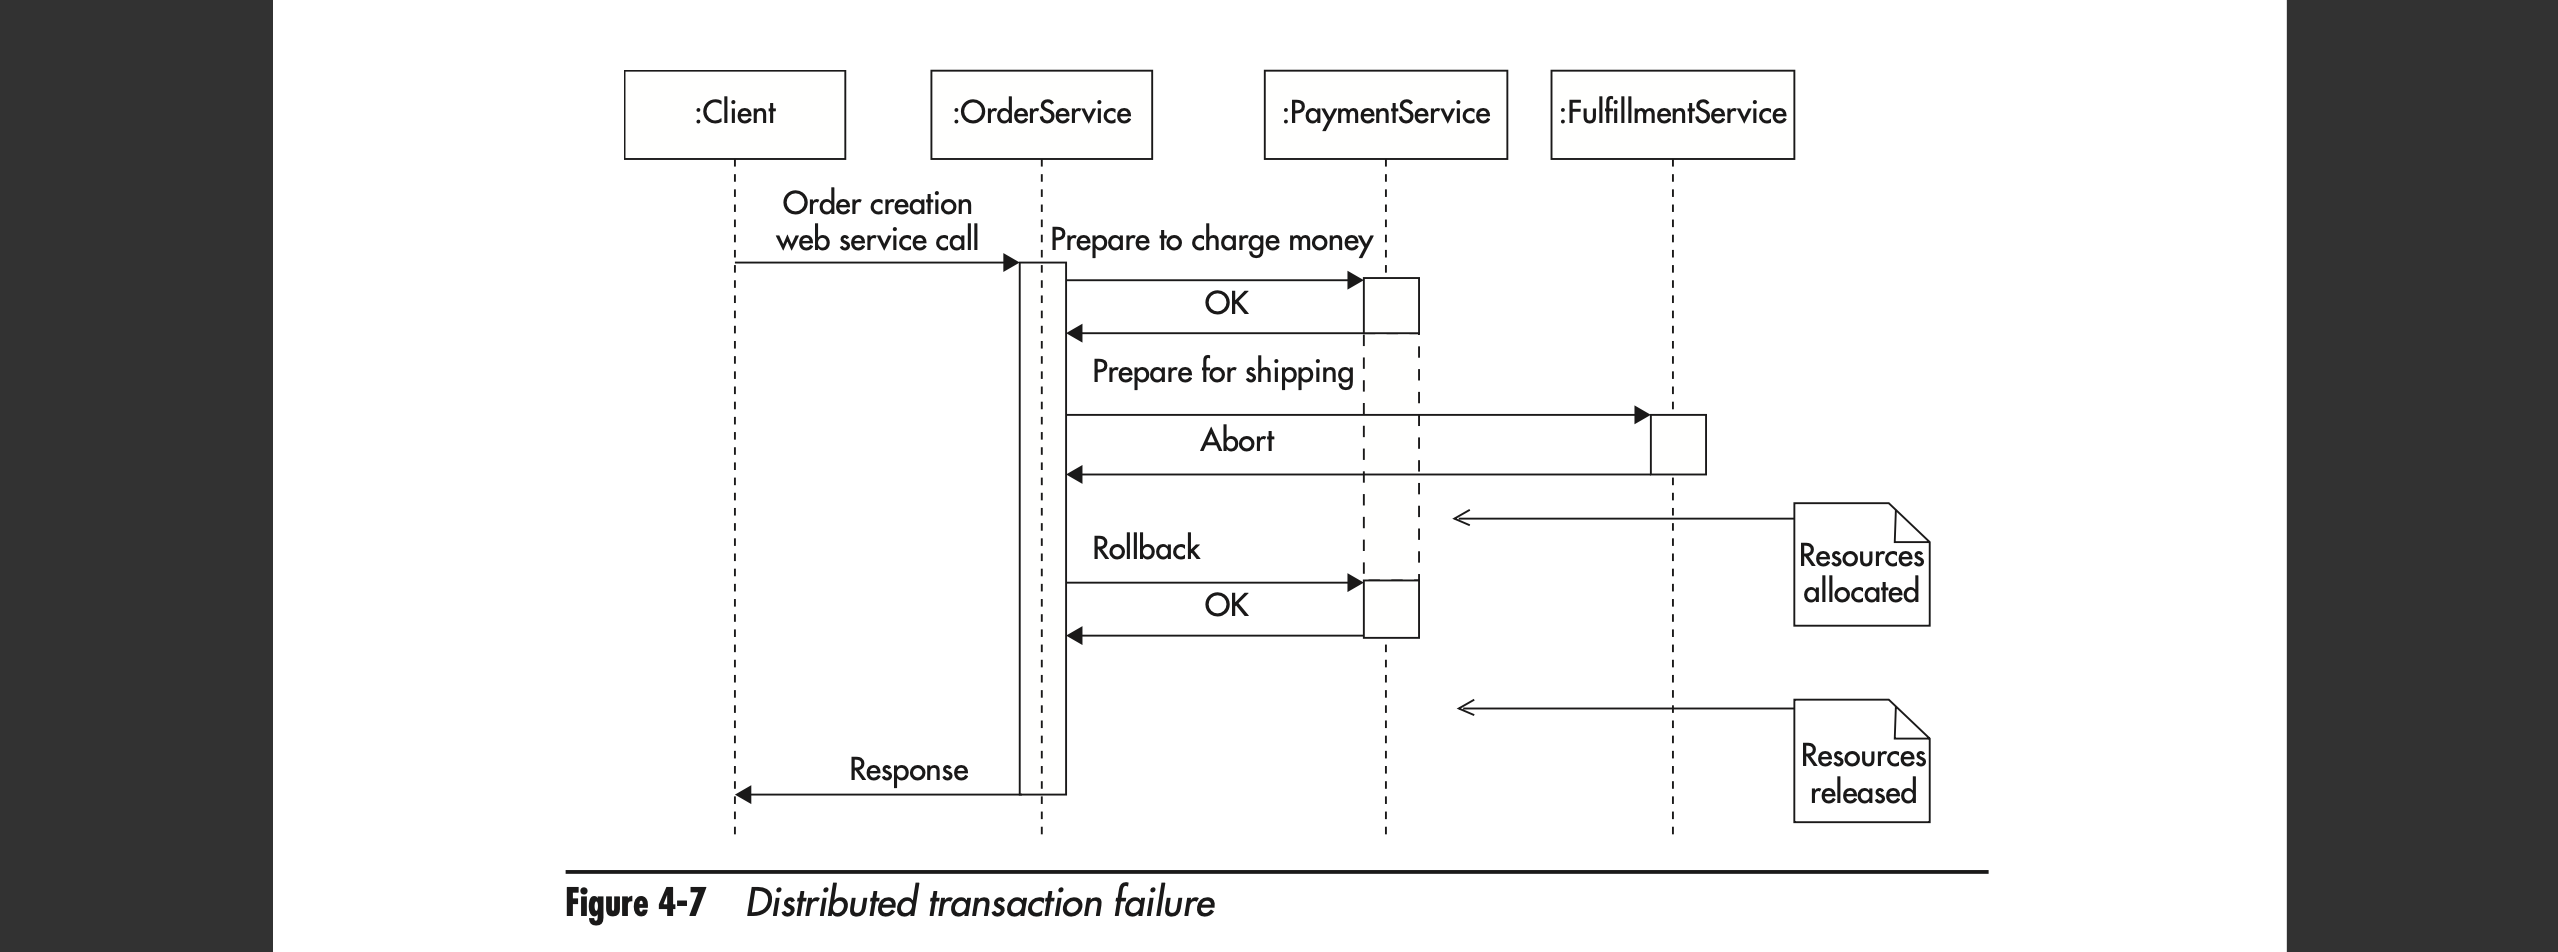 :Client
:OrderService
:PaymentService
:FulfillmentService
Order creation
web service call
Prepare to charge money
OK
Prepare for shipping
Abort
Rollback
OK
Resources
allocated
Resources
released
Response
Figure 4-7 Distributed transaction failure